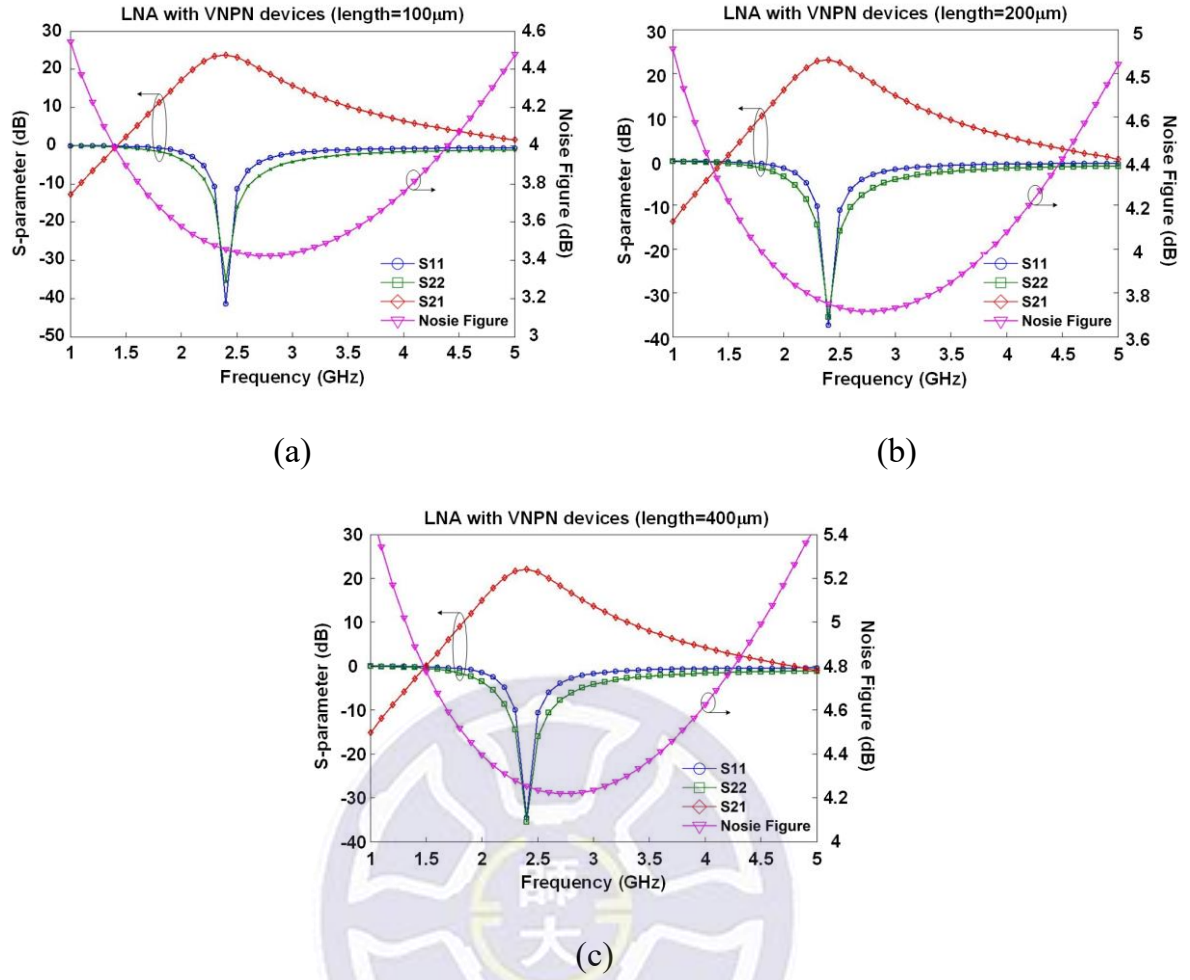 LNA with VNPN devices (length=100μm)
30
20
10
0
-10
-20
-30
-40
-50
S-parameter (dB)
4.6
4.4
4.2
4
3.8
3.6
3.4
3.2
3
Noise Figure (dB)
S11
S22
S21
Nosie Figure
1 1.5 2 2.5 3 3.5 4 4.5 5
Frequency (GHz)
(a)
LNA with VNPN devices (length=200μm)
30
20
10
0
-10
-20
-30
-40
S-parameter (dB)
5
4.5
4.6
4.4
4.2
4
3.8
3.6
Noise Figure (dB)
S11
S22
S21
Nosie Figure
1 1.5 2 2.5 3 3.5 4 4.5 5
Frequency (GHz)
(b)
LNA with VNPN devices (length=400μm)
30
20
10
0
-10
-20
-30
-40
S-parameter (dB)
5.4
5.2
5
4.8
4.6
4.4
4.2
4
Noise Figure (dB)
S11
S22
S21
Nosie Figure
1 1.5 2 2.5 3 3.5 4 4.5 5
Frequency (GHz)
師
大
(c)